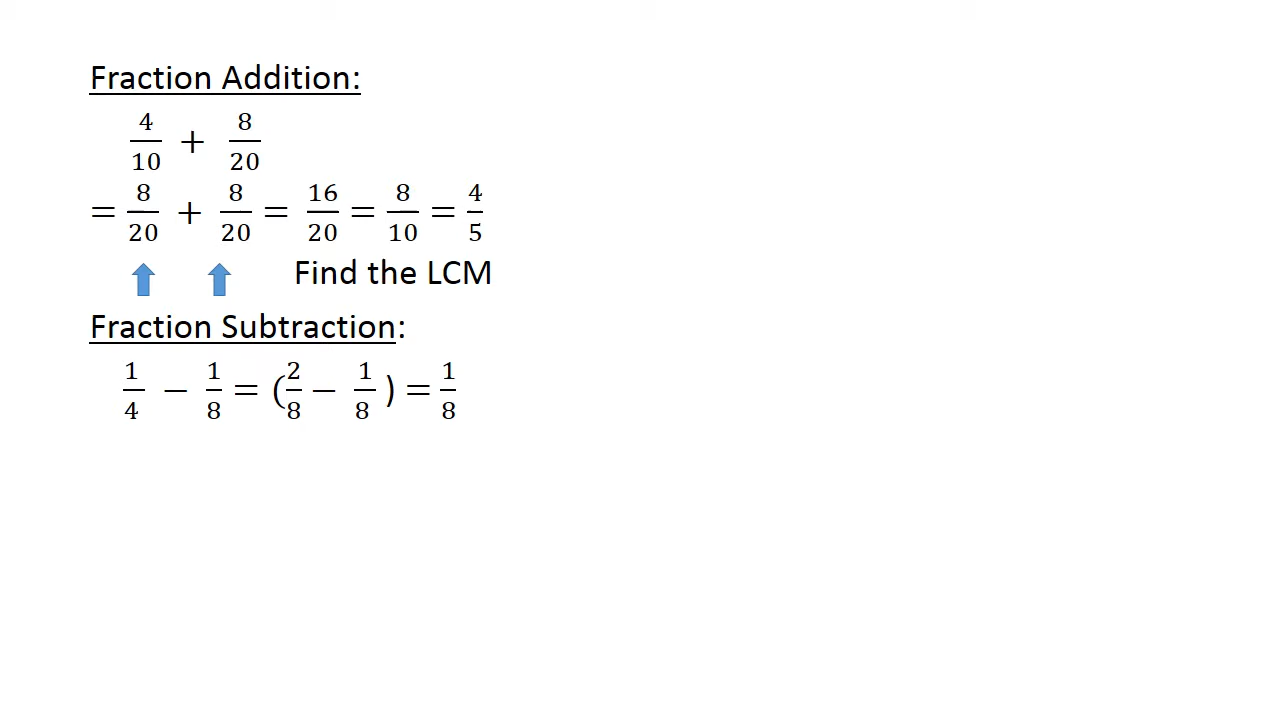 Fraction Addition:
4/10 + 8/20
= 8/20 + 8/20 = 16/20 = 8/10 = 4/5
Find the LCM
Fraction Subtraction:
1/4 − 1/8 = (2/8 − 1/8 ) = 1/8